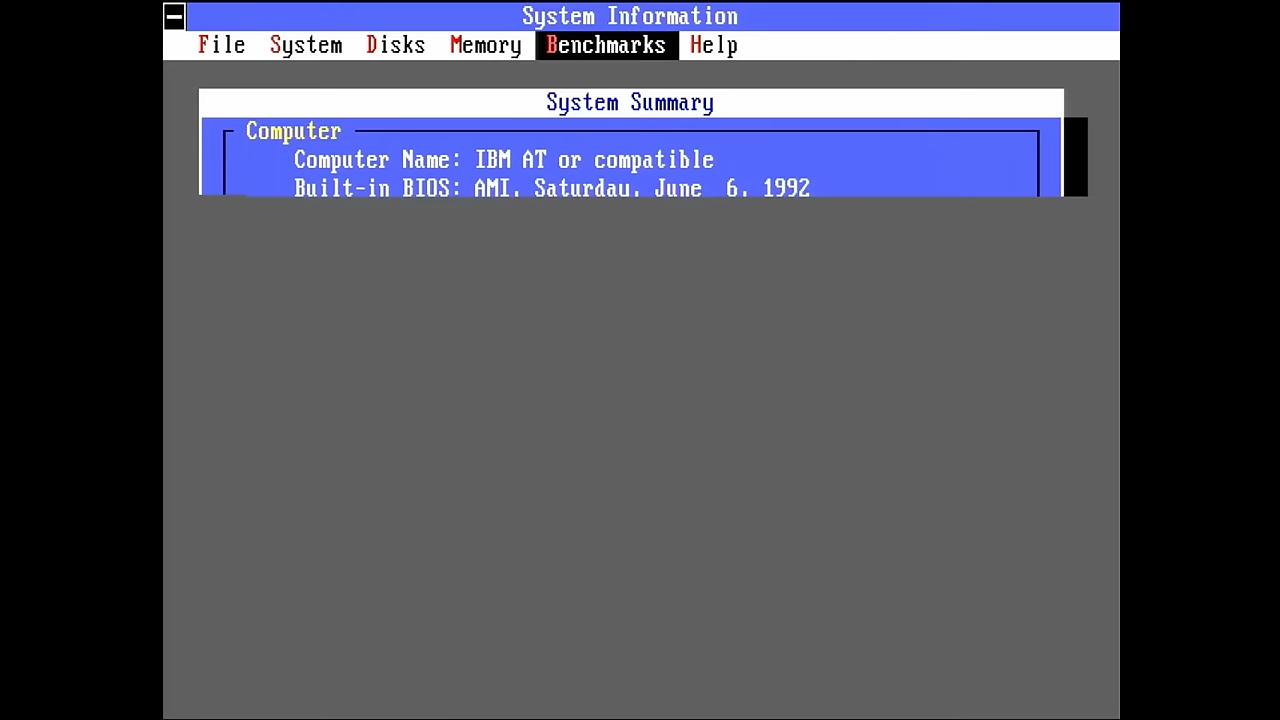 System Information
File System Disks Memory Benchmarks Help
System Summary
Computer
Computer Name: IBM AT or compatible
Built-in BIOS: AMI, Saturday, June  6, 1992